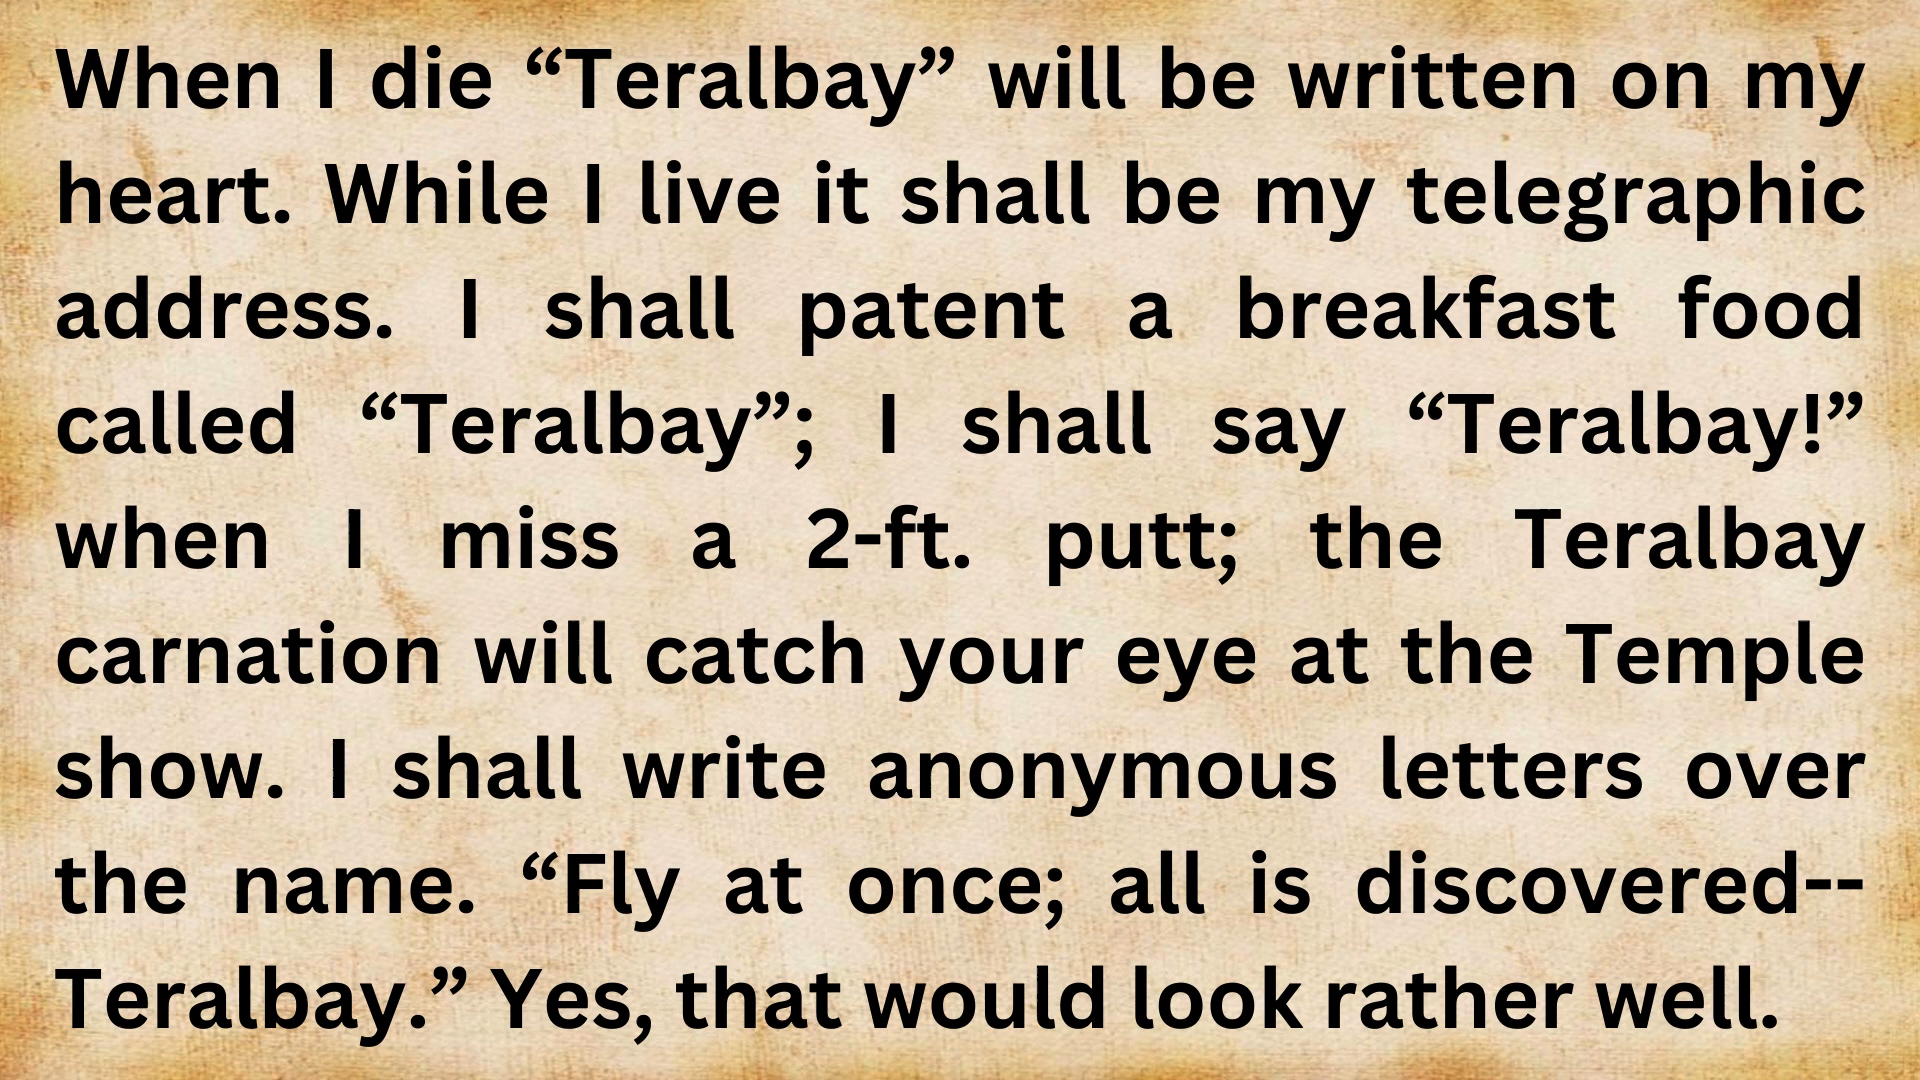 When I die “Teralbay” will be written on my
heart. While I live it shall be my telegraphic
address. I shall patent a breakfast food
called “Teralbay”; I shall say “Teralbay!”
when I miss a 2-ft. putt; the Teralbay
carnation will catch your eye at the Temple
show. I shall write anonymous letters over
the name. “Fly at once; all is discovered--
Teralbay.” Yes, that would look rather well.